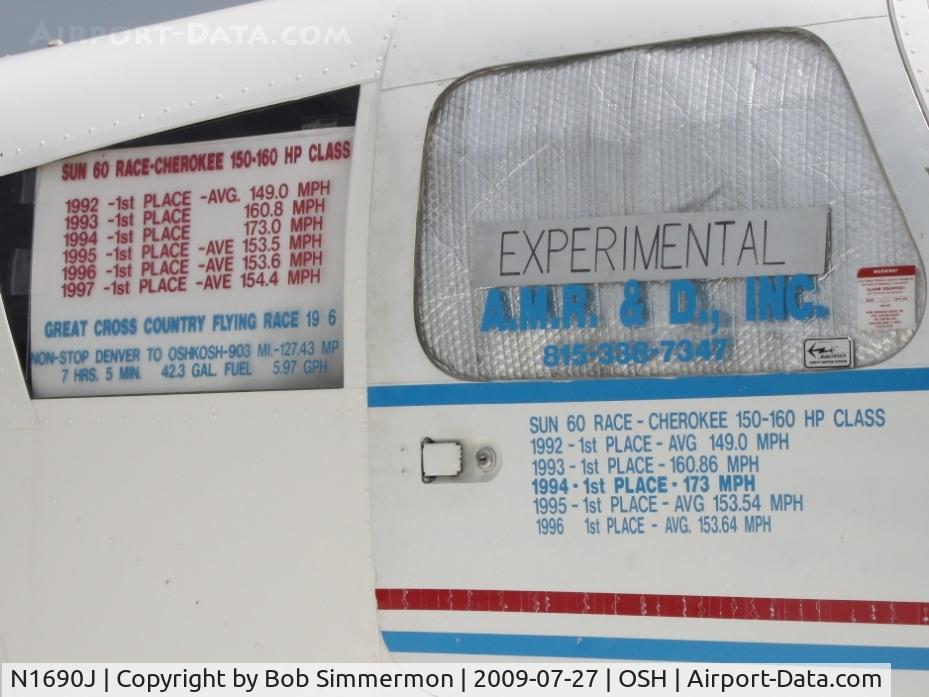 AIRPORT-DATA.COM
SUN 60 RACE-CHEROKEE 150-160 HP CLASS
1992 -1st PLACE -AVG. 149.0 MPH
1993 -1st PLACE 160.8 MPH
1994 -1st PLACE 173.0 MPH
1995 -1st PLACE -AVE 153.5 MPH
1996 -1st PLACE -AVE 153.6 MPH
1997 -1st PLACE -AVE 154.4 MPH
GREAT CROSS COUNTRY FLYING RACE 19 6
NON-STOP DENVER TO OSHKOSH-903 MI.-127.43 MP
7 HRS. 5 MIN. 42.3 GAL. FUEL 5.97 GPH
EXPERIMENTAL
A.M.R. & D., INC.
815-338-7347
WARNING
SUN 60 RACE - CHEROKEE 150-160 HP CLASS
1992 - 1st PLACE - AVG 149.0 MPH
1993 - 1st PLACE - 160.86 MPH
1994 - 1st PLACE - 173 MPH
1995 - 1st PLACE - AVG 153.54 MPH
1996 1st PLACE - AVG. 153.64 MPH
N1690J | Copyright by Bob Simmermon | 2009-07-27 | OSH | Airport-Data.com